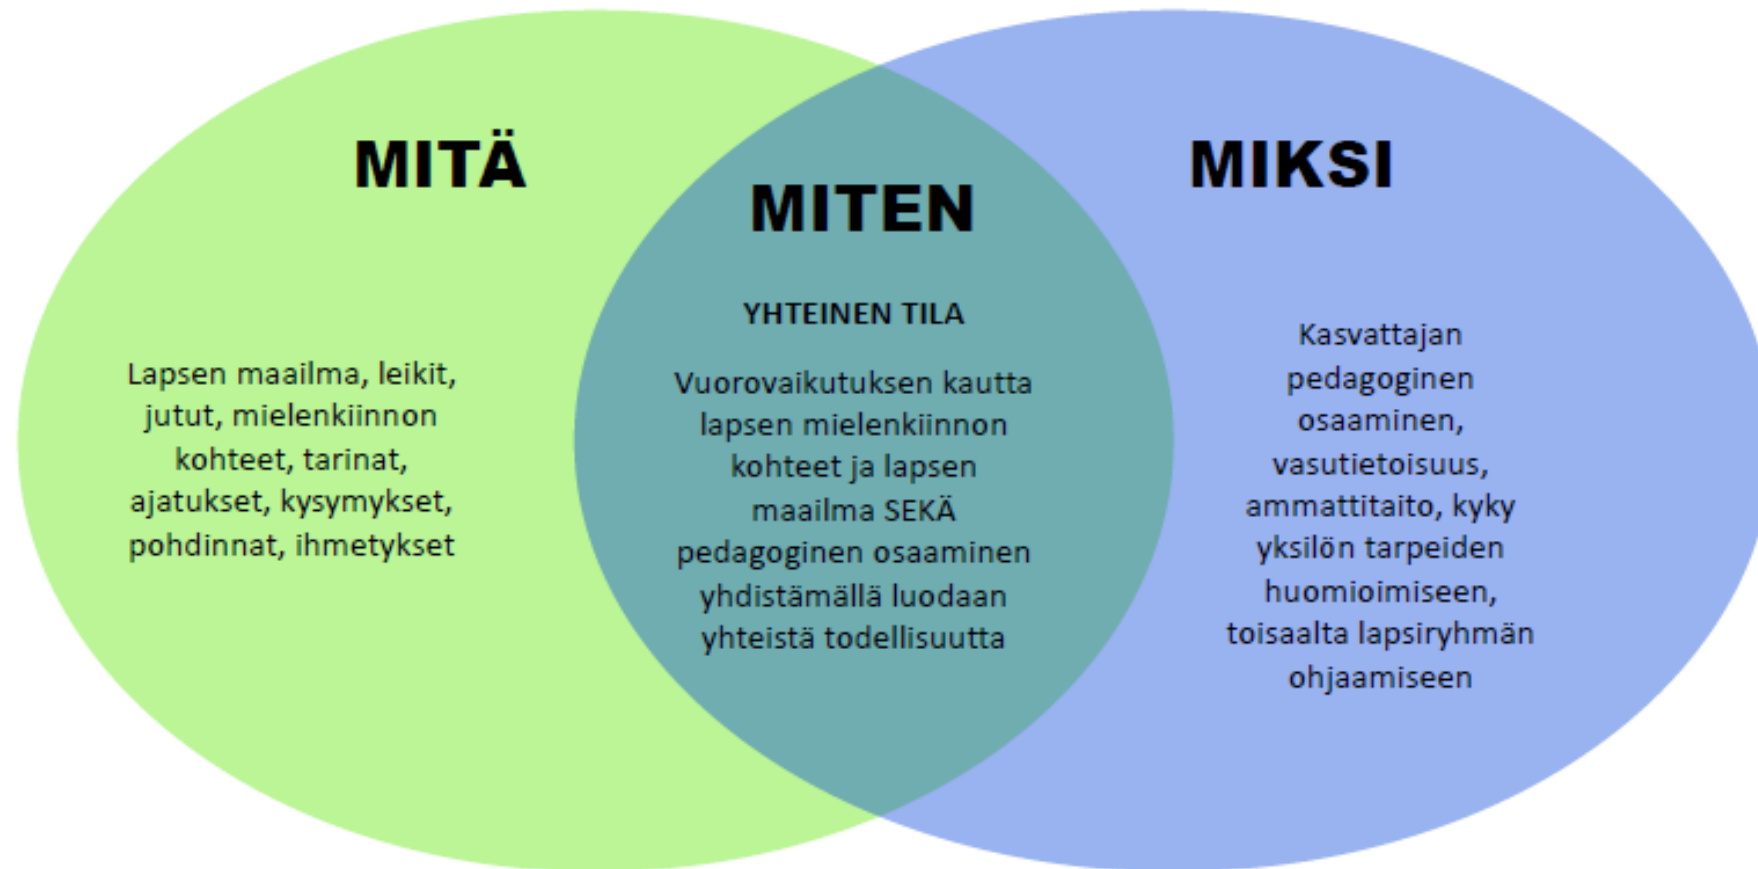 MITÄ
Lapsen maailma, leikit,
jutut, mielenkiinnon
kohteet, tarinat,
ajatukset, kysymykset,
pohdinnat, ihmetykset
MITEN
YHTEINEN TILA
Vuorovaikutuksen kautta
lapsen mielenkiinnon
kohteet ja lapsen
maailma SEKÄ
pedagoginen osaaminen
yhdistämällä luodaan
yhteistä todellisuutta
MIKSI
Kasvattajan
pedagoginen
osaaminen,
vasutietoisuus,
ammattitaito, kyky
yksilön tarpeiden
huomioimiseen,
toisaalta lapsiryhmän
ohjaamiseen